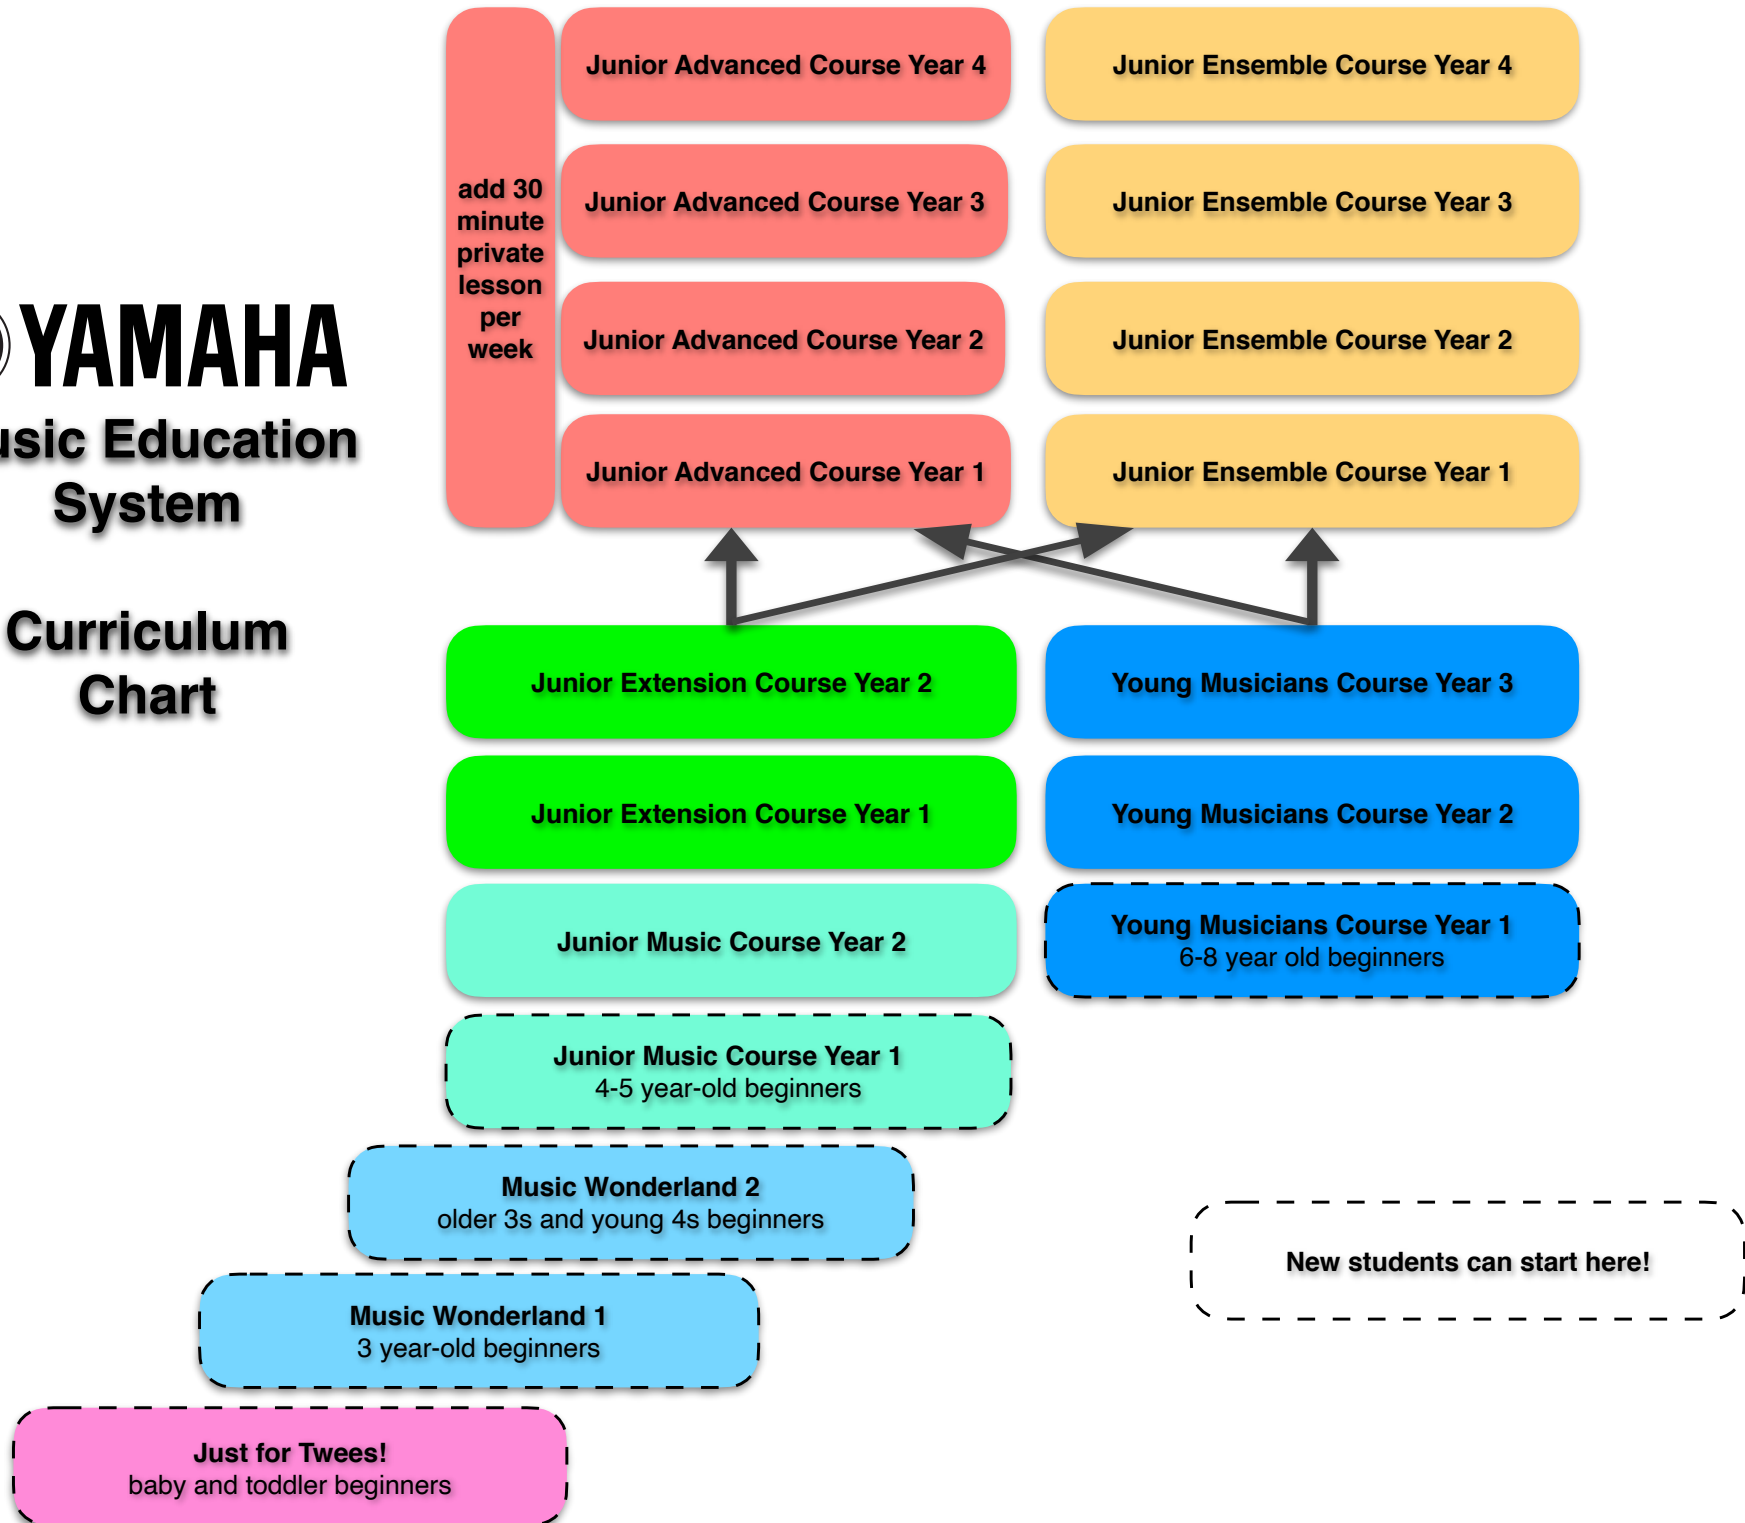 YAMAHA
usic Education
System
Curriculum
Chart
add 30
minute
private
lesson
per
week
Junior Advanced Course Year 4
Junior Ensemble Course Year 4
Junior Advanced Course Year 3
Junior Ensemble Course Year 3
Junior Advanced Course Year 2
Junior Ensemble Course Year 2
Junior Advanced Course Year 1
Junior Ensemble Course Year 1
Junior Extension Course Year 2
Young Musicians Course Year 3
Junior Extension Course Year 1
Young Musicians Course Year 2
Junior Music Course Year 2
Young Musicians Course Year 1
6-8 year old beginners
Junior Music Course Year 1
4-5 year-old beginners
Music Wonderland 2
older 3s and young 4s beginners
Music Wonderland 1
3 year-old beginners
Just for Twees!
baby and toddler beginners
New students can start here!